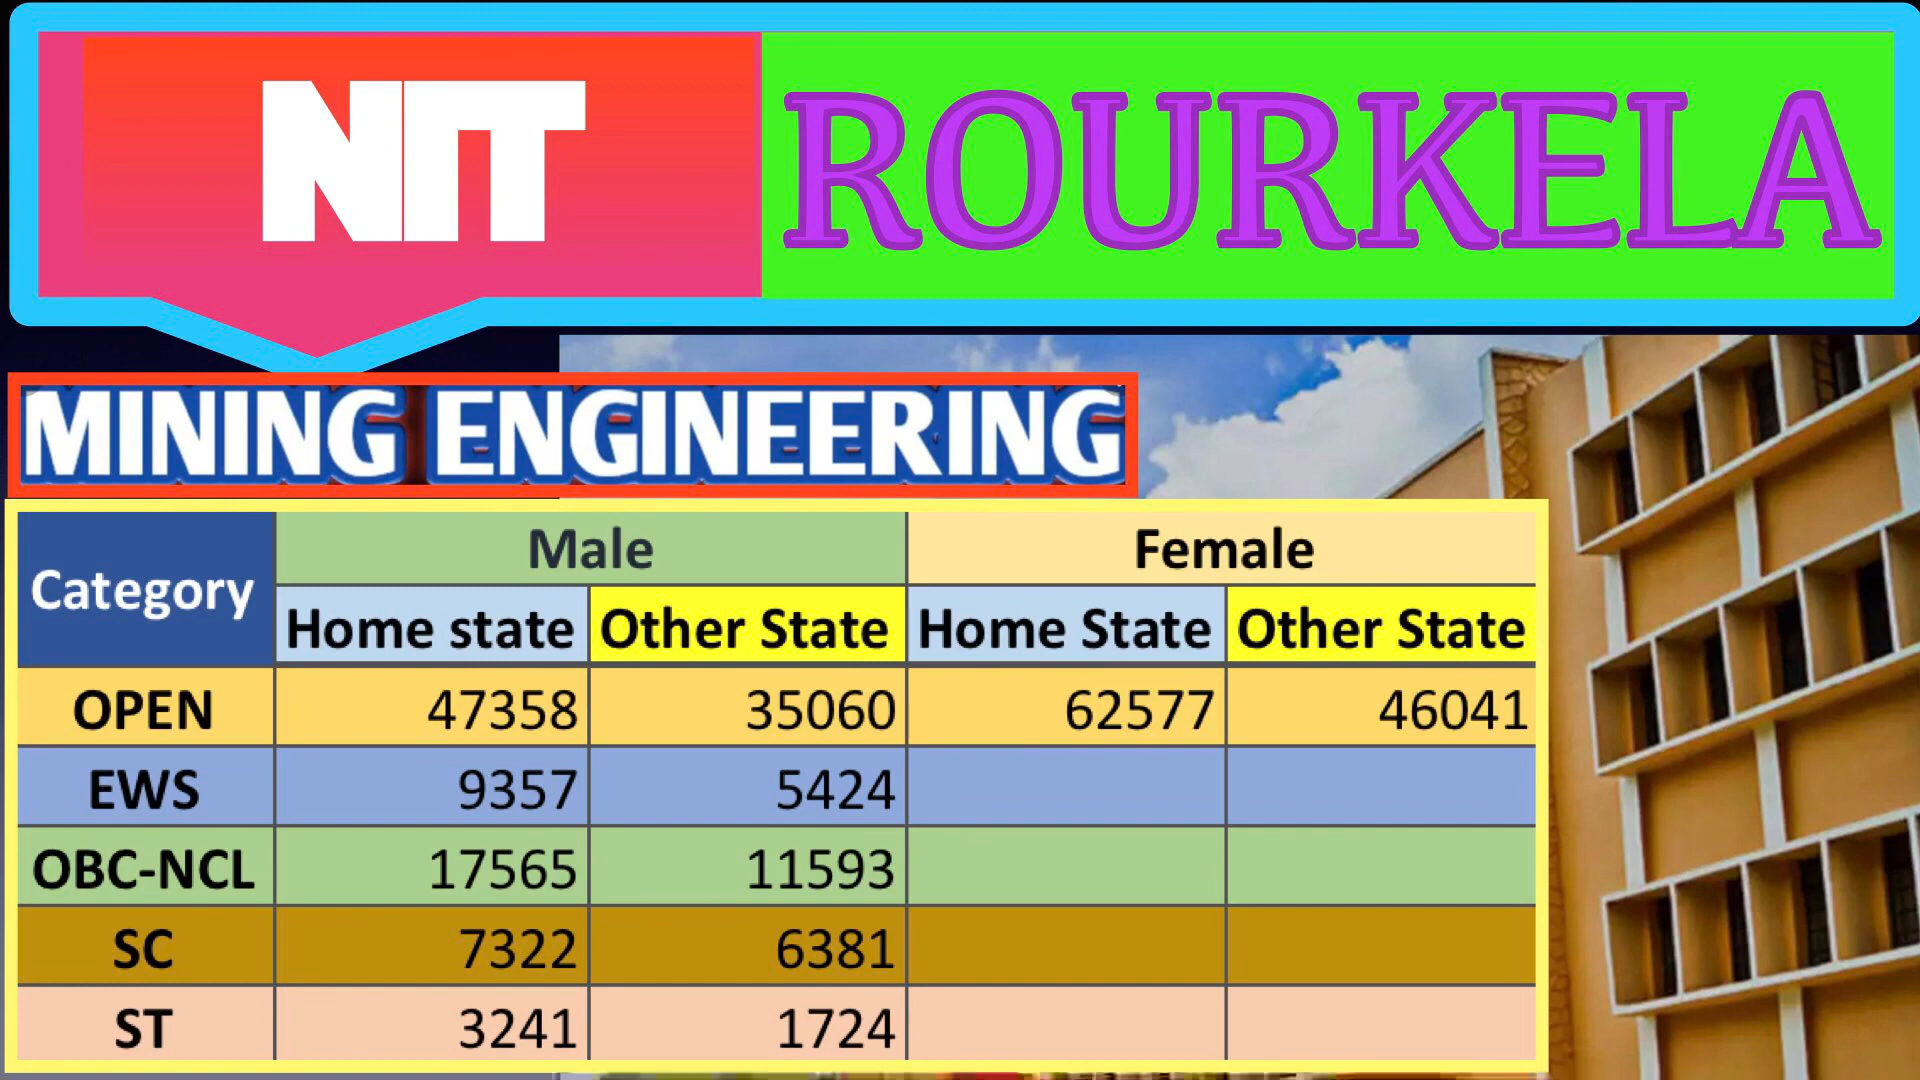 NIT ROURKELA
MINING ENGINEERING
Category Male Female
Home state Other State Home State Other State
OPEN 47358 35060 62577 46041
EWS 9357 5424
OBC-NCL 17565 11593
SC 7322 6381
ST 3241 1724